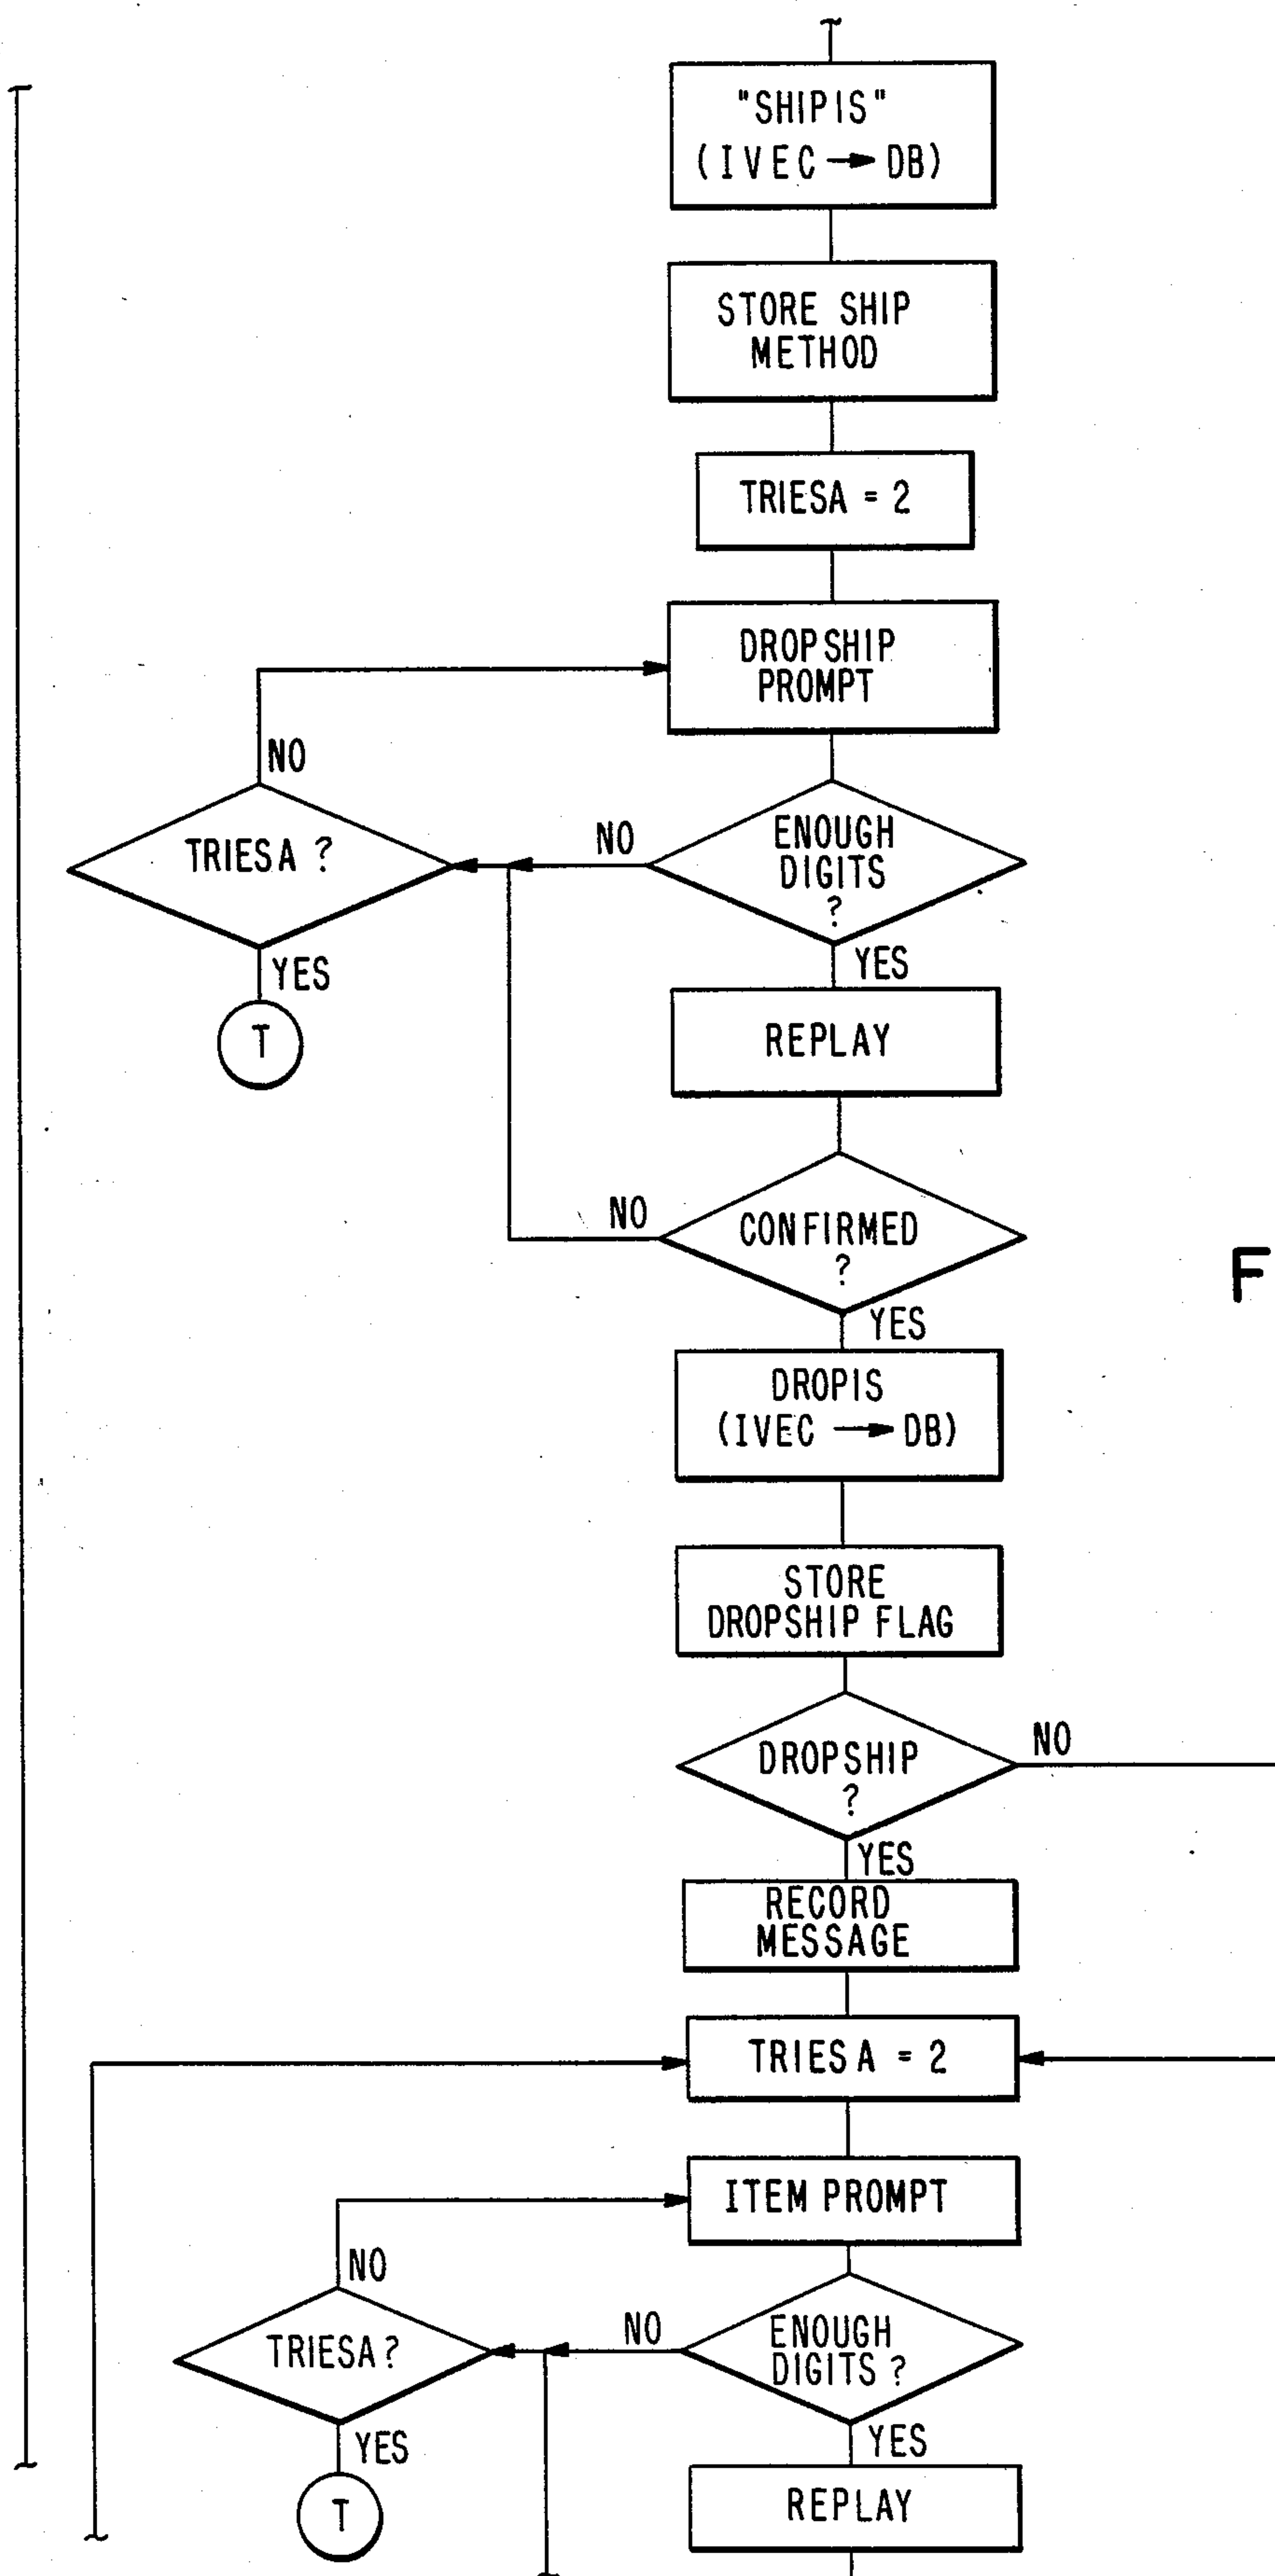 "SHIPIS"
(IVEC → DB)
STORE SHIP
METHOD
TRIESA = 2
DROPSHIP
PROMPT
NO
TRIESA ?
NO
ENOUGH
DIGITS
?
YES
YES
T
REPLAY
NO
CONFIRMED
?
F
YES
DROPIS
(IVEC → DB)
STORE
DROPSHIP FLAG
DROPSHIP
?
NO
YES
RECORD
MESSAGE
TRIESA = 2
ITEM PROMPT
NO
TRIESA?
NO
ENOUGH
DIGITS ?
YES
YES
T
REPLAY